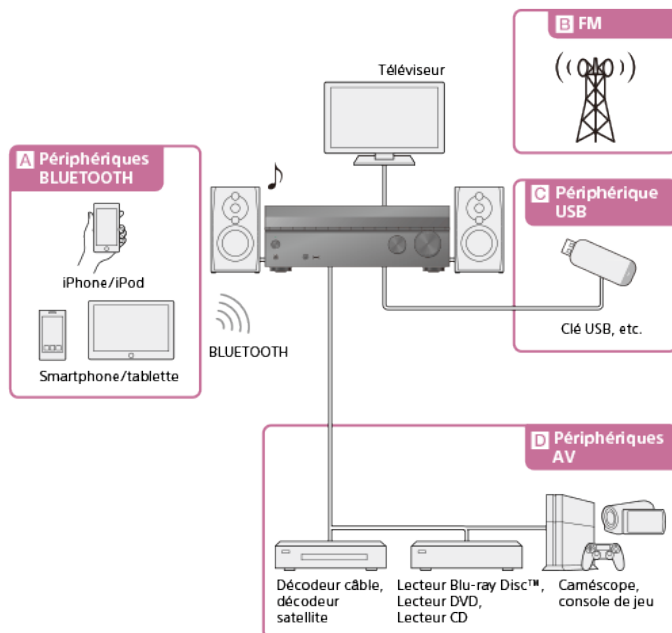 B FM
Téléviseur
A Périphériques
BLUETOOTH
iPhone/iPod
Smartphone/tablette
BLUETOOTH
C Périphérique
USB
Clé USB, etc.
D Périphériques
AV
Décodeur câble,
décodeur
satellite
Lecteur Blu-ray Disc™,
Lecteur DVD,
Lecteur CD
Caméscope,
console de jeu